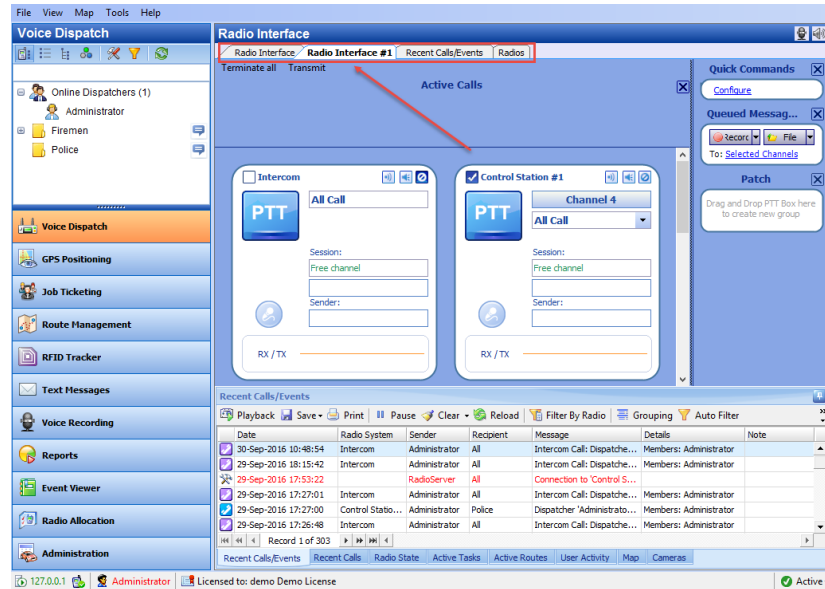 File View Map Tools Help
Voice Dispatch
Radio Interface
Radio Interface Radio Interface #1 Recent Calls/Events Radios
Terminate all Transmit
Active Calls
Online Dispatchers (1)
Administrator
Firemen
Police
Quick Commands
Configure
Queued Messag...
Record File
To: Selected Channels
Patch
Drag and Drop PTT Box here
to create new group
Intercom
PTT
All Call
Session:
Free channel
Sender:
RX / TX
Control Station #1
PTT
Channel 4
All Call
Session:
Free channel
Sender:
RX / TX
Voice Dispatch
GPS Positioning
Job Ticketing
Route Management
RFID Tracker
Text Messages
Voice Recording
Reports
Event Viewer
Radio Allocation
Administration
Recent Calls/Events
Playback Save Print Pause Clear Reload Filter By Radio Grouping Auto Filter
Date Radio System Sender Recipient Message Details Note
30-Sep-2016 10:48:54 Intercom Administrator All Intercom Call: Dispatche... Members: Administrator
29-Sep-2016 18:15:42 Intercom Administrator All Intercom Call: Dispatche... Members: Administrator
29-Sep-2016 17:53:22 RadioServer All Connection to 'Control S...
29-Sep-2016 17:27:01 Intercom Administrator All Intercom Call: Dispatche... Members: Administrator
29-Sep-2016 17:27:00 Control Statio... Administrator Police Dispatcher 'Administrato... Members: Administrator
29-Sep-2016 17:26:48 Intercom Administrator All Intercom Call: Dispatche... Members: Administrator
Record 1 of 303
Recent Calls/Events Recent Calls Radio State Active Tasks Active Routes User Activity Map Cameras
127.0.0.1 Administrator Licensed to: demo Demo License Active